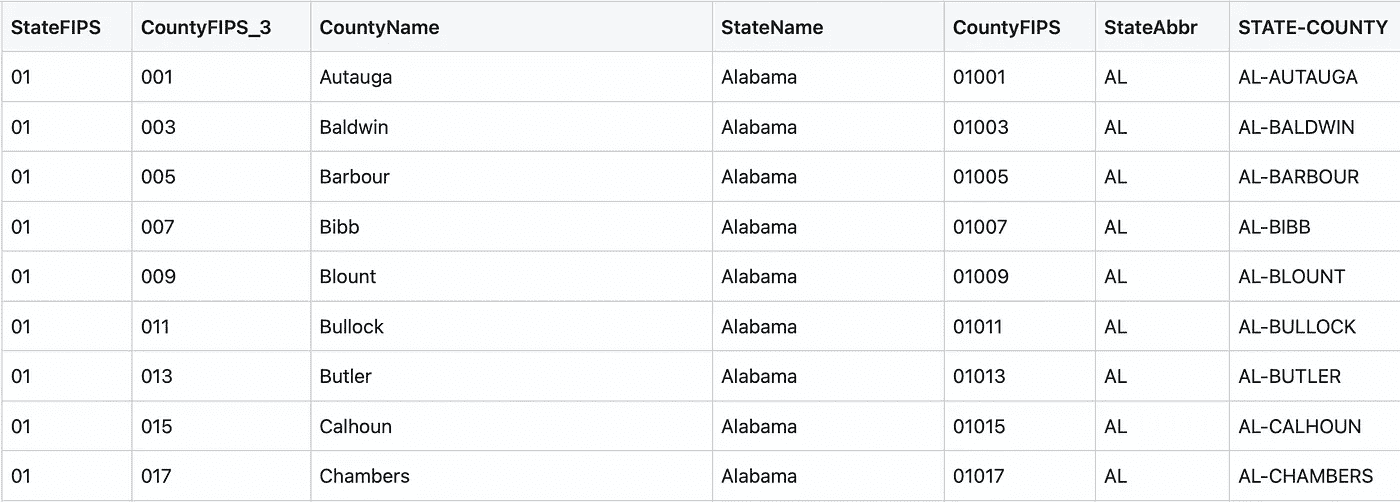 StateFIPS CountyFIPS_3 CountyName StateName CountyFIPS StateAbbr STATE-COUNTY
01 001 Autauga Alabama 01001 AL AL-AUTAUGA
01 003 Baldwin Alabama 01003 AL AL-BALDWIN
01 005 Barbour Alabama 01005 AL AL-BARBOUR
01 007 Bibb Alabama 01007 AL AL-BIBB
01 009 Blount Alabama 01009 AL AL-BLOUNT
01 011 Bullock Alabama 01011 AL AL-BULLOCK
01 013 Butler Alabama 01013 AL AL-BUTLER
01 015 Calhoun Alabama 01015 AL AL-CALHOUN
01 017 Chambers Alabama 01017 AL AL-CHAMBERS